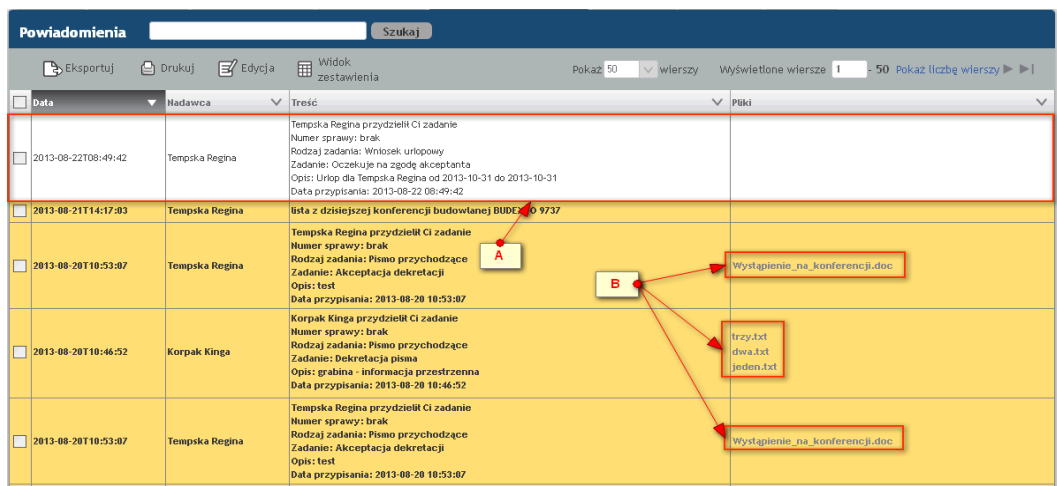 Powiadomienia Szukaj
Eksportuj Drukuj Edycja Widok zestawienia Pokaż 50 wierszy Wyświetlone wiersze 1 - 50 Pokaż liczbę wierszy
Data Nadawca Treść Pliki
2013-08-22T08:49:42 Tempska Regina
Tempska Regina przydzielił Ci zadanie
Numer sprawy: brak
Rodzaj zadania: Wniosek urlopowy
Zadanie: Oczekuje na zgodę akceptanta
Opis: Urlop dla Tempska Regina od 2013-10-31 do 2013-10-31
Data przypisania: 2013-08-22 08:49:42
2013-08-21T14:17:03 Tempska Regina lista z dzisiejszej konferencji budowlanej 9737
A
2013-08-20T10:53:07 Tempska Regina
Tempska Regina przydzielił Ci zadanie
Numer sprawy: brak
Rodzaj zadania: Pismo przychodzące
Zadanie: Akceptacja dekretacji
Opis: test
Data przypisania: 2013-08-20 10:53:07
Wystąpienie_na_konferencji.doc
B
2013-08-20T10:46:52 Korpak Kinga
Korpak Kinga przydzielił Ci zadanie
Numer sprawy: brak
Rodzaj zadania: Pismo przychodzące
Zadanie: Dekretacja pisma
Opis: grabina - informacja przestrzenna
Data przypisania: 2013-08-20 10:46:52
trzy.txt
dwa.txt
jeden.txt
2013-08-20T10:53:07 Tempska Regina
Tempska Regina przydzielił Ci zadanie
Numer sprawy: brak
Rodzaj zadania: Pismo przychodzące
Zadanie: Akceptacja dekretacji
Opis: test
Data przypisania: 2013-08-20 10:53:07
Wystąpienie_na_konferencji.doc